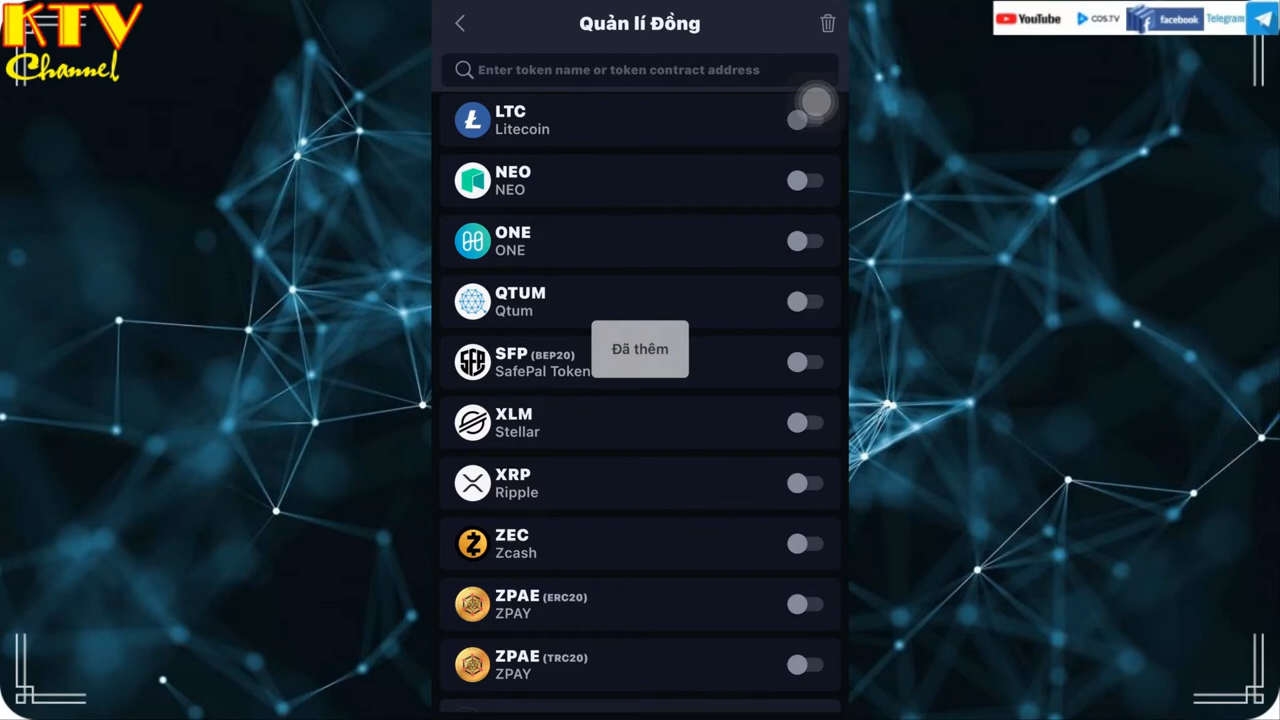 KTV
Channel
YouTube
COS.TV
facebook
Telegram
Quản lí Đồng
Enter token name or token contract address
LTC
Litecoin
NEO
NEO
ONE
ONE
QTUM
Qtum
SFP (BEP20)
SafePal Token
Đã thêm
XLM
Stellar
XRP
Ripple
ZEC
Zcash
ZPAE (ERC20)
ZPAY
ZPAE (TRC20)
ZPAY